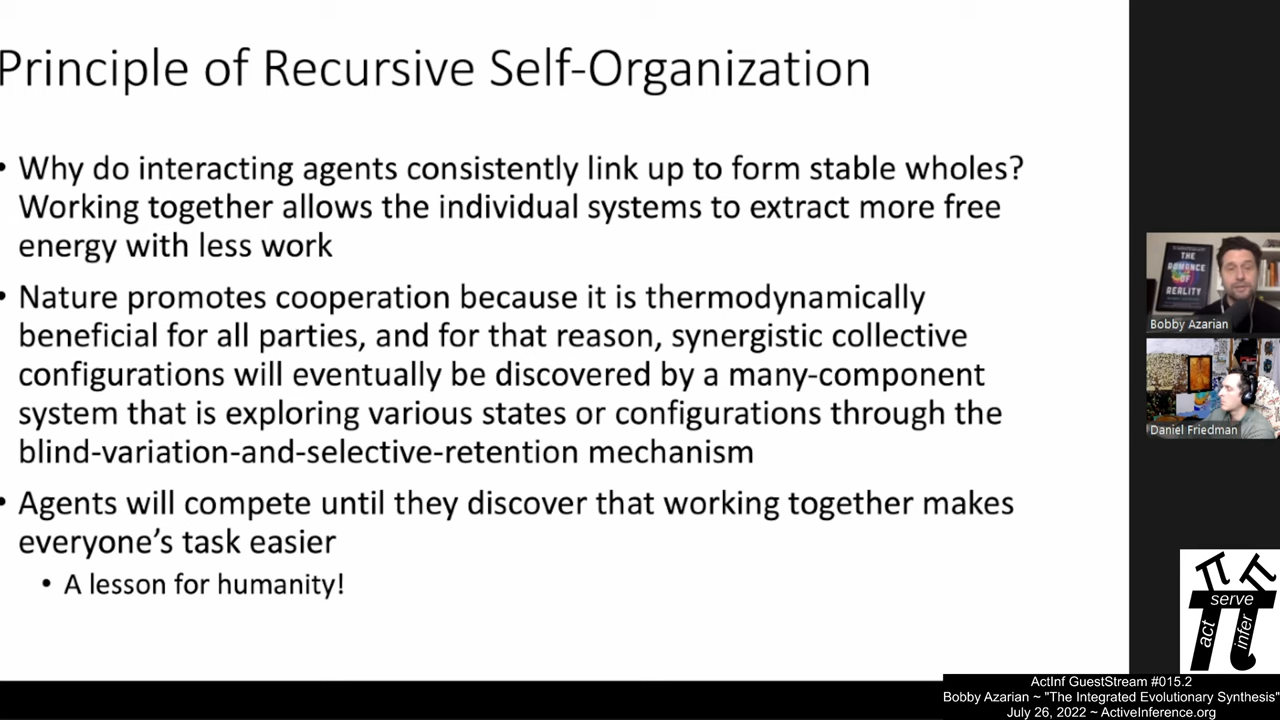 Principle of Recursive Self-Organization
• Why do interacting agents consistently link up to form stable wholes?
Working together allows the individual systems to extract more free
energy with less work
• Nature promotes cooperation because it is thermodynamically
beneficial for all parties, and for that reason, synergistic collective
configurations will eventually be discovered by a many-component
system that is exploring various states or configurations through the
blind-variation-and-selective-retention mechanism
• Agents will compete until they discover that working together makes
everyone's task easier
• A lesson for humanity!
THE
ROMANCE
OF
REALITY
Bobby Azarian
Daniel Friedman
serve
act
infer
ActInf GuestStream #015.2
Bobby Azarian ~ "The Integrated Evolutionary Synthesis"
July 26, 2022 ~ ActiveInference.org